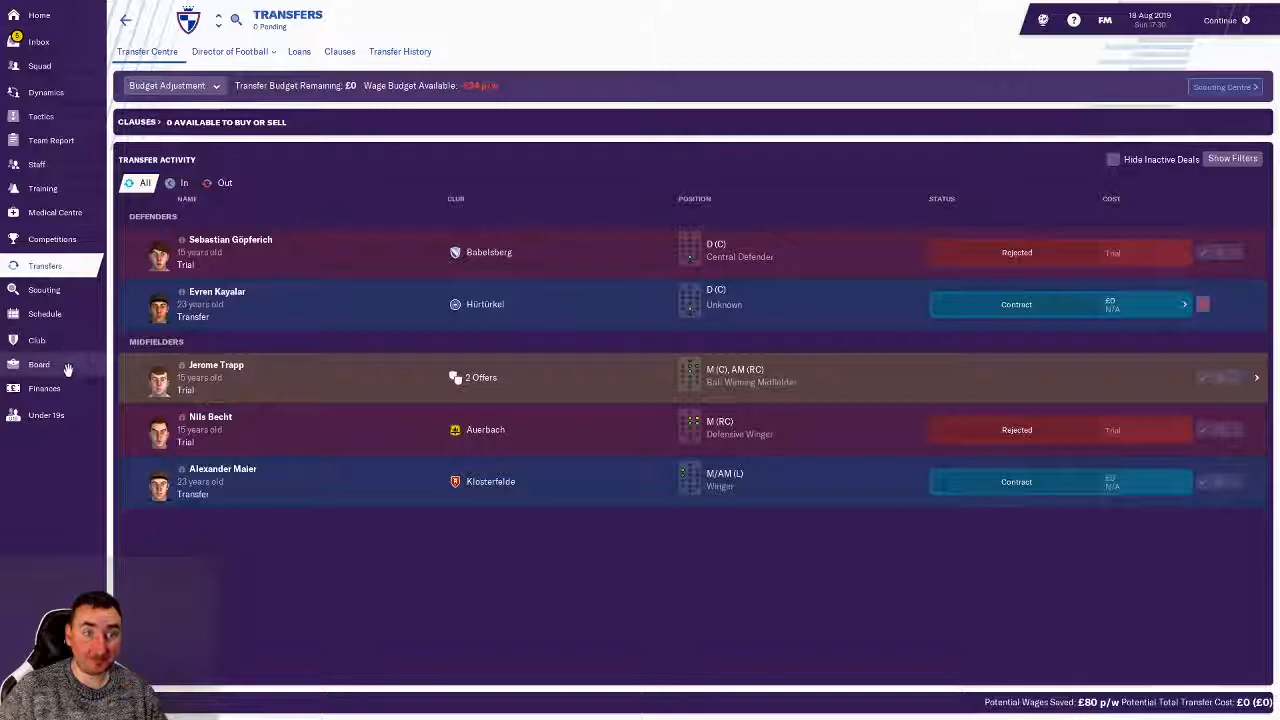 Home
TRANSFERS
0 Pending
18 Aug 2019
Sun 17:30
FM
Continue
5
Inbox
Squad
Transfer Centre
Director of Football
Loans
Clauses
Transfer History
Dynamics
Budget Adjustment
Transfer Budget Remaining: £0
Wage Budget Available: -£34 p/w
Scouting Centre >
Tactics
CLAUSES > 0 AVAILABLE TO BUY OR SELL
Team Report
Staff
TRANSFER ACTIVITY
Hide Inactive Deals
Show Filters
Training
All
In
Out
Medical Centre
NAME
CLUB
POSITION
STATUS
COST
Competitions
DEFENDERS
Transfers
Sebastian Göpferich
15 years old
Trial
Babelsberg
D (C)
Central Defender
Rejected
Trial
Scouting
Evren Kayalar
23 years old
Transfer
Hürtürkel
D (C)
Unknown
Contract
£0
N/A
Schedule
Club
MIDFIELDERS
Board
Jerome Trapp
15 years old
Trial
2 Offers
M (C), AM (RC)
Ball Winning Midfielder
Finances
Under 19s
Nils Becht
15 years old
Trial
Auerbach
M (RC)
Defensive Winger
Rejected
Trial
Alexander Maier
23 years old
Transfer
Klosterfelde
M/AM (L)
Winger
Contract
£0
N/A
Potential Wages Saved: £80 p/w Potential Total Transfer Cost: £0 (£0)